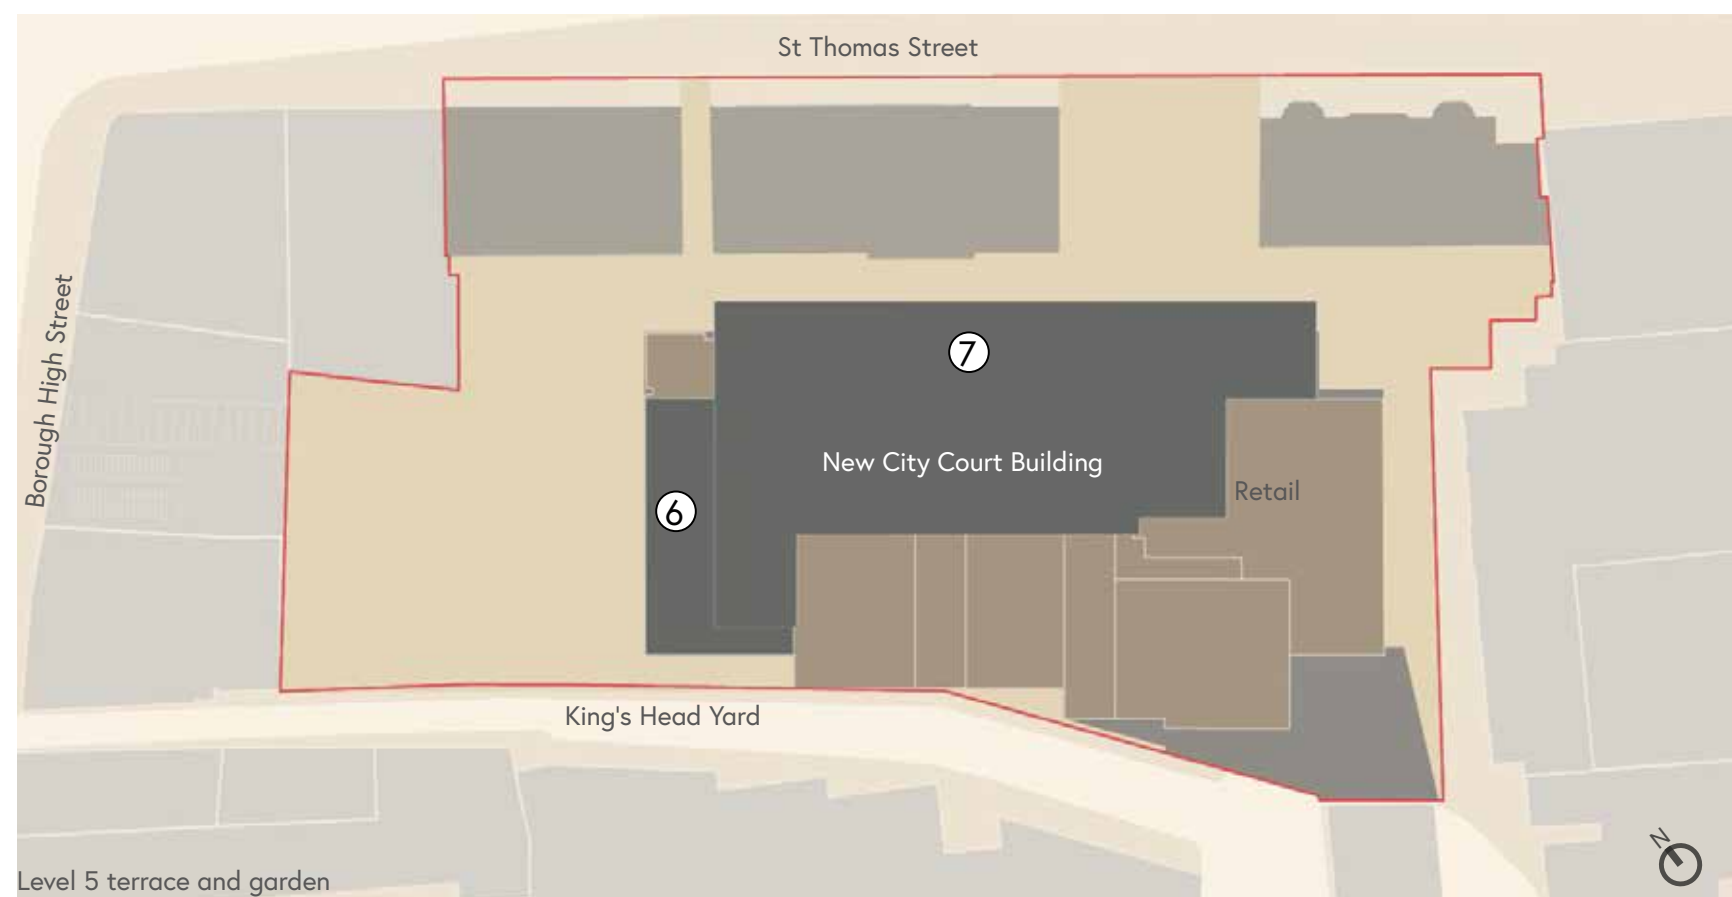 St Thomas Street
Borough High Street
7
New City Court Building
6
Retail
King's Head Yard
N
Level 5 terrace and garden